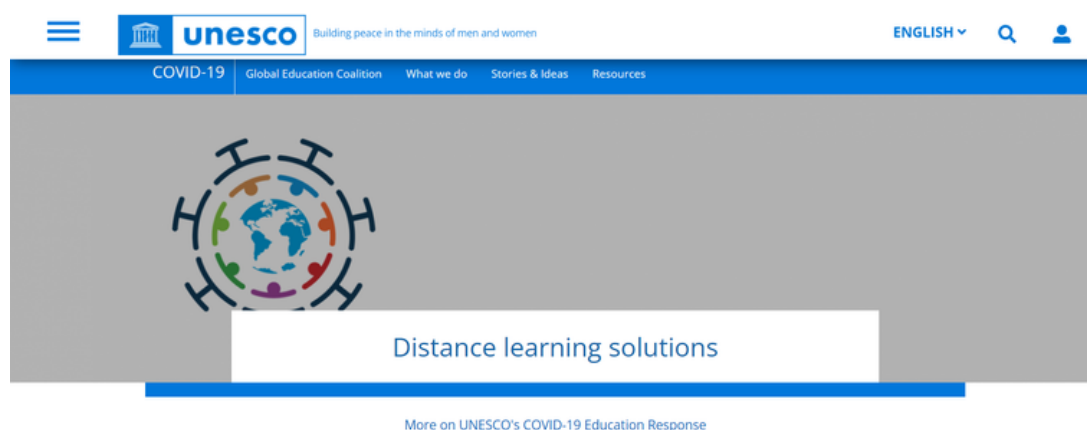 unesco
Building peace in the minds of men and women
ENGLISH
COVID-19
Global Education Coalition What we do Stories & Ideas Resources
Distance learning solutions
More on UNESCO's COVID-19 Education Response